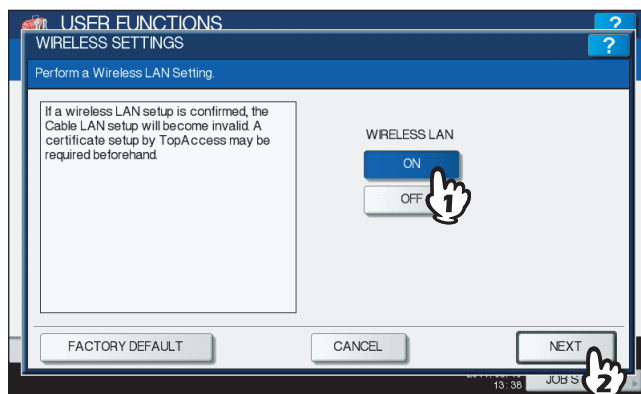 USER FUNCTIONS
?
WIRELESS SETTINGS
?
Perform a Wireless LAN Setting.
If a wireless LAN setup is confirmed, the
Cable LAN setup will become invalid. A
certificate setup by TopAccess may be
required beforehand.
WIRELESS LAN
ON
OFF
1
FACTORY DEFAULT
CANCEL
NEXT
2
13:38
JOB S